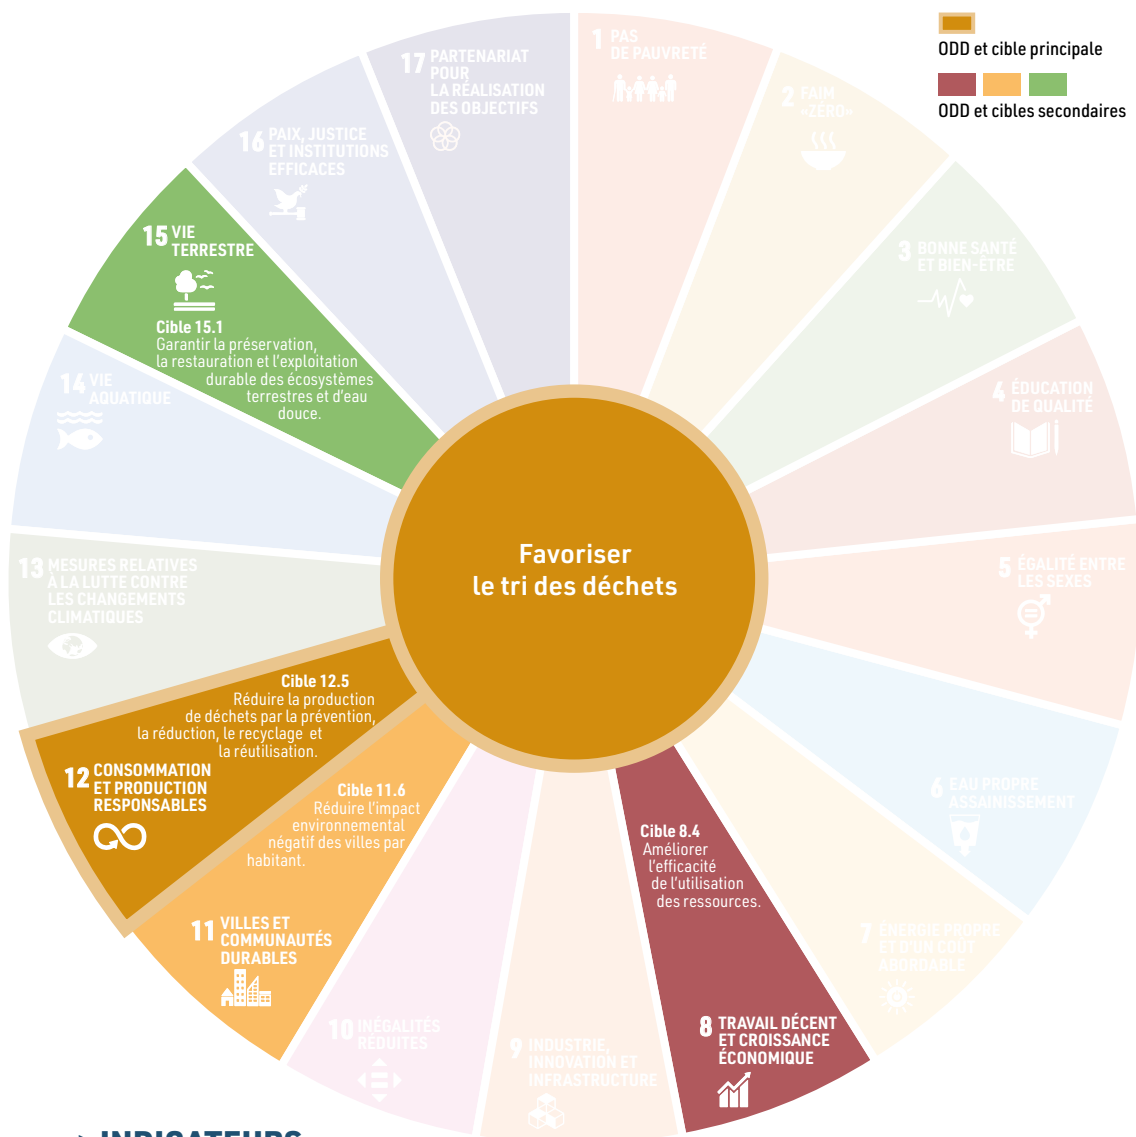 ODD et cible principale
ODD et cibles secondaires
1 PAS
DE PAUVRETÉ
2 FAIM
«ZÉRO»
3 BONNE SANTÉ
ET BIEN-ÊTRE
4 ÉDUCATION
DE QUALITÉ
5 ÉGALITÉ ENTRE
LES SEXES
6 EAU PROPRE
ASSAINISSEMENT
7 ÉNERGIE PROPRE
ET D'UN COÛT
ABORDABLE
Cible 8.4
Améliorer
l'efficacité
de l'utilisation
des ressources.
8 TRAVAIL DÉCENT
ET CROISSANCE
ÉCONOMIQUE
9 INDUSTRIE,
INNOVATION ET
INFRASTRUCTURE
10 INÉGALITÉS
RÉDUITES
Cible 11.6
Réduire l'impact
environnemental
négatif des villes par
habitant.
11 VILLES ET
COMMUNAUTÉS
DURABLES
Cible 12.5
Réduire la production
de déchets par la prévention,
la réduction, le recyclage et
la réutilisation.
12 CONSOMMATION
ET PRODUCTION
RESPONSABLES
13 MESURES RELATIVES
À LA LUTTE CONTRE
LES CHANGEMENTS
CLIMATIQUES
14 VIE
AQUATIQUE
15 VIE
TERRESTRE
Cible 15.1
Garantir la préservation,
la restauration et l'exploitation
durable des écosystèmes
terrestres et d'eau
douce.
16 PAIX, JUSTICE
ET INSTITUTIONS
EFFICACES
17 PARTENARIAT
POUR
LA RÉALISATION
DES OBJECTIFS
Favoriser
le tri des déchets
INDICATEURS